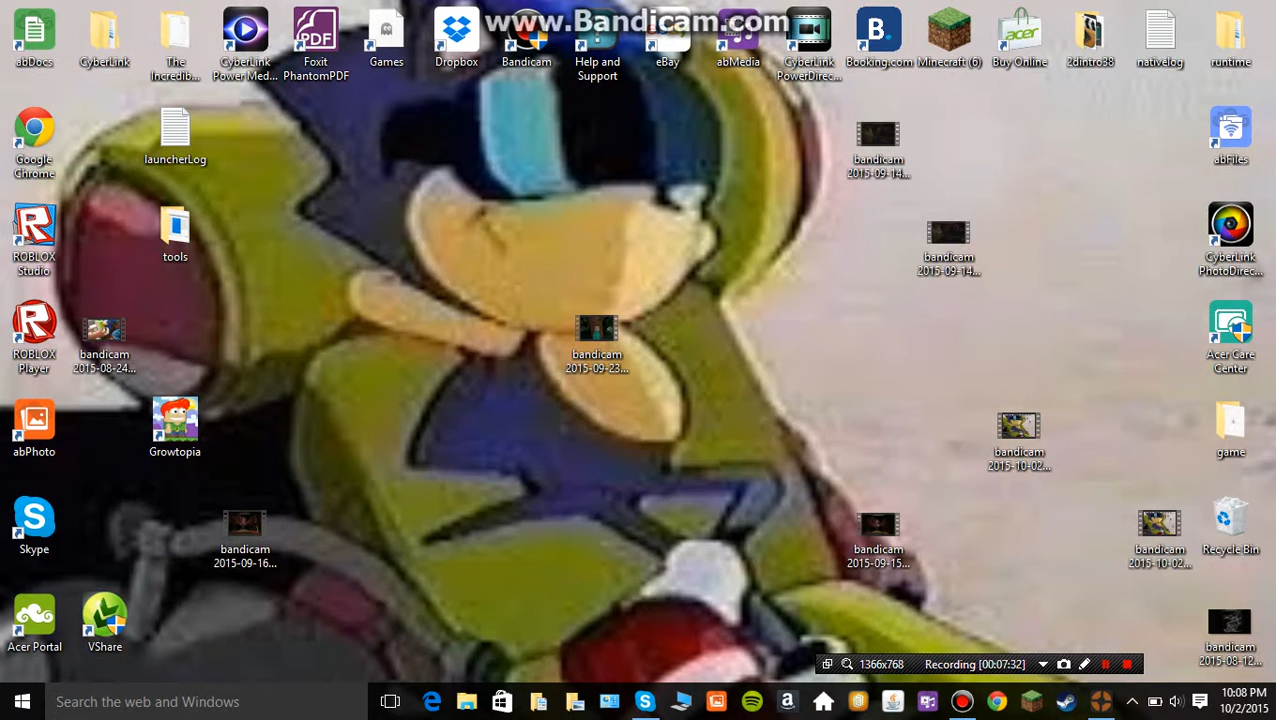 www.Bandicam.com
abDocs
CyberLink
The
Incredib...
CyberLink
Power Med...
Foxit
PhantomPDF
Games
Dropbox
Bandicam
Help and
Support
eBay
abMedia
CyberLink
PowerDirec...
Booking.com
Minecraft (6)
Buy Online
2dintro38
nativelog
runtime
Google
Chrome
launcherLog
bandicam
2015-09-14...
abFiles
ROBLOX
Studio
tools
bandicam
2015-09-14...
CyberLink
PhotoDirec...
ROBLOX
Player
bandicam
2015-08-24...
bandicam
2015-09-23...
Acer Care
Center
abPhoto
Growtopia
bandicam
2015-10-02...
game
Skype
bandicam
2015-09-16...
bandicam
2015-09-15...
bandicam
2015-10-02...
Recycle Bin
Acer Portal
VShare
bandicam
2015-08-12...
1366x768
Recording [00:07:32]
Search the web and Windows
10:08 PM
10/2/2015